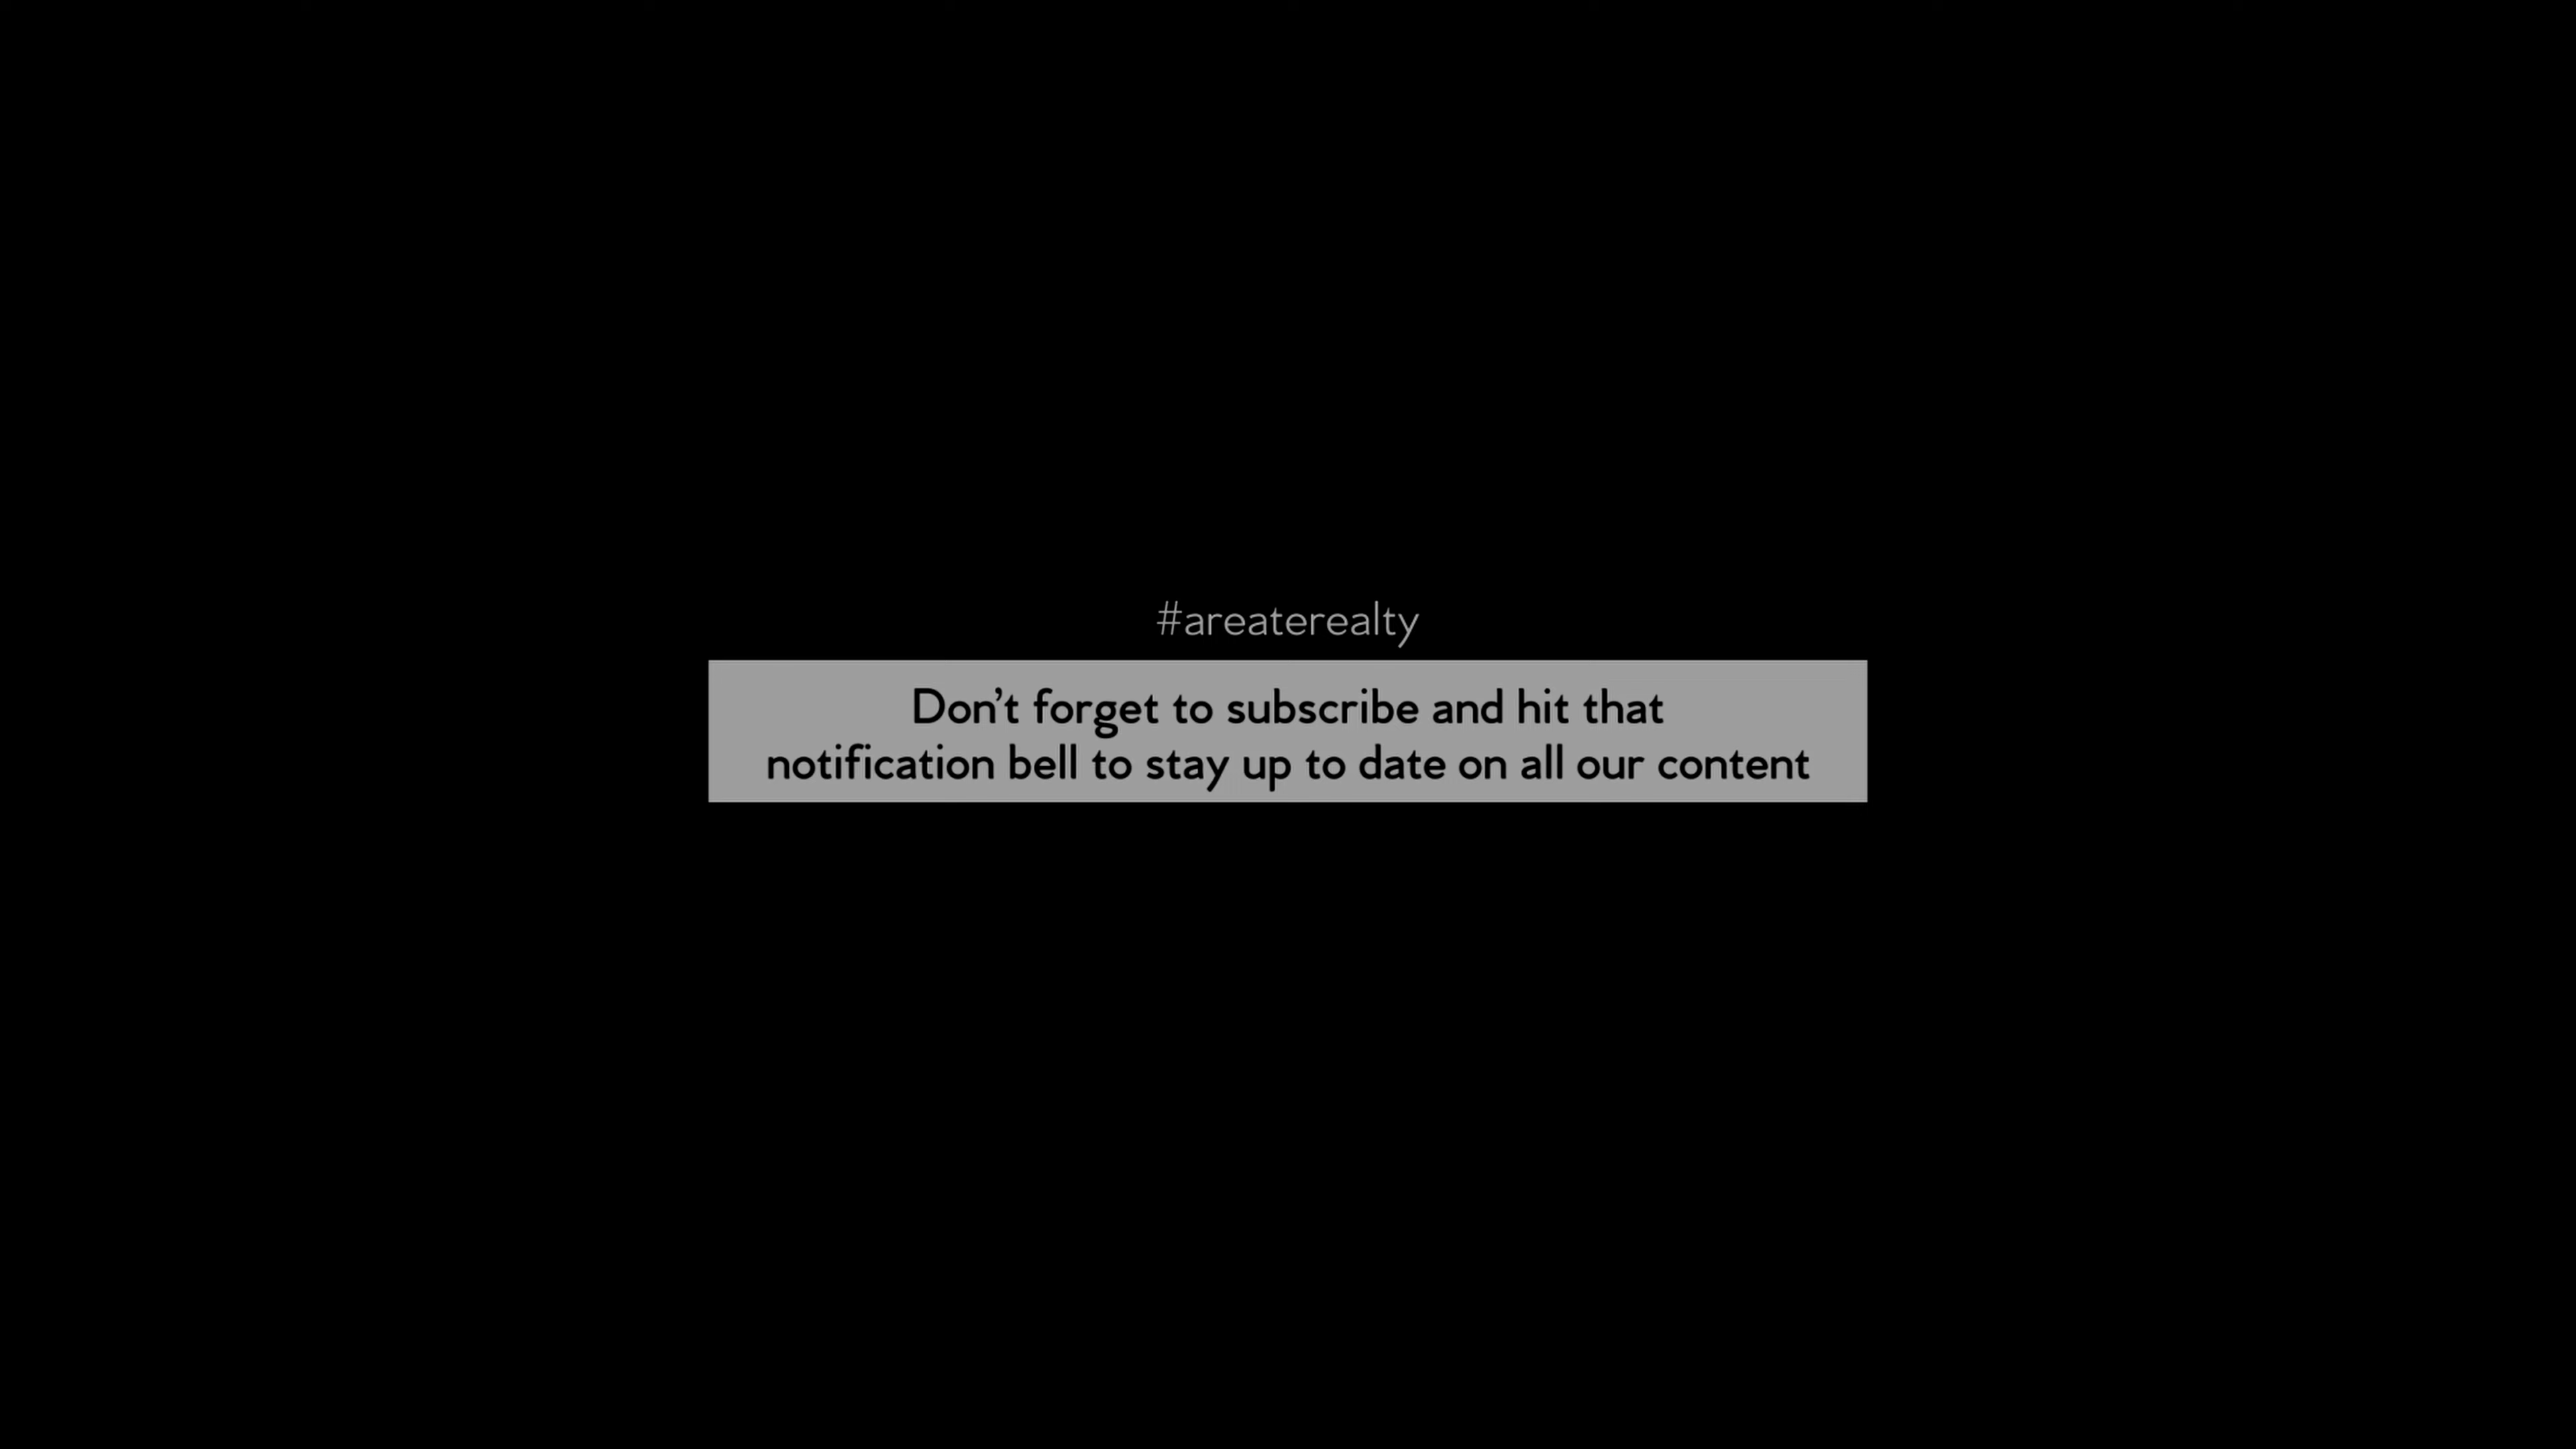 #areaterealty
Don’t forget to subscribe and hit that
notification bell to stay up to date on all our content